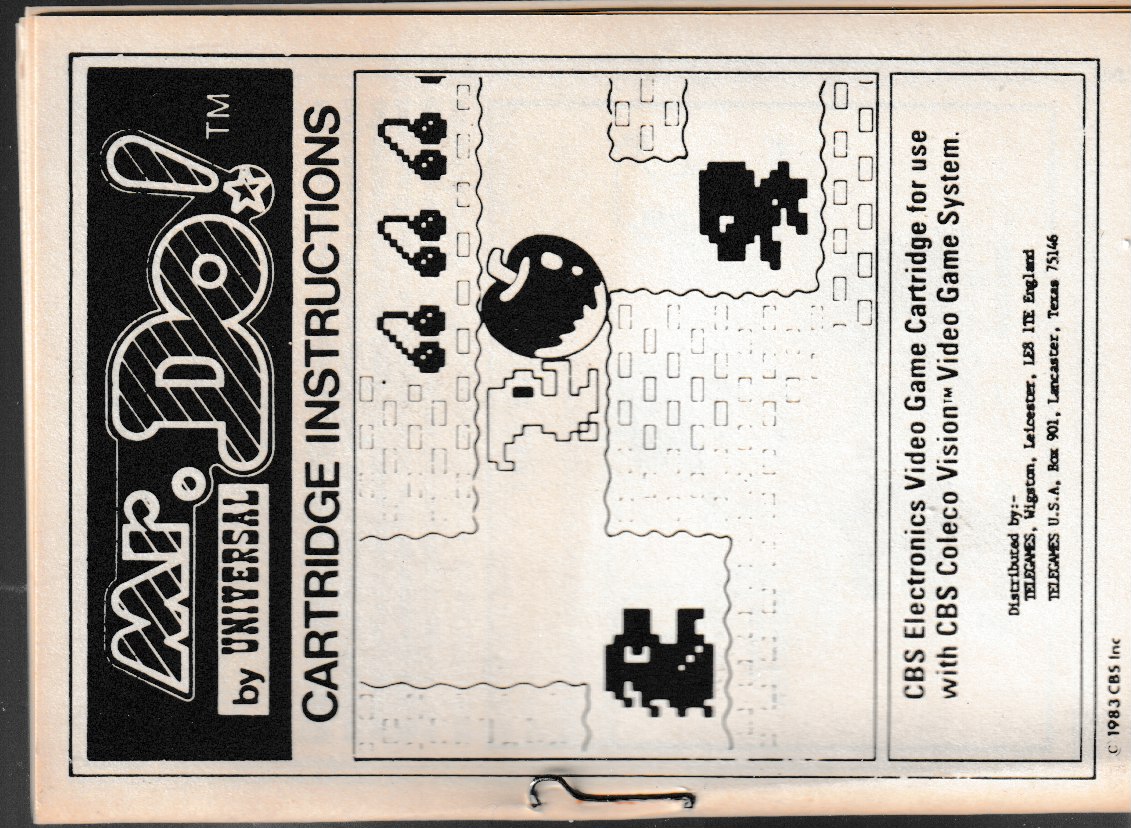 Mr. DO! TM
by UNIVERSAL
CARTRIDGE INSTRUCTIONS
CBS Electronics Video Game Cartridge for use
with CBS Coleco Vision™ Video Game System.
Distributed by:-
TELEGAMES, Wigston, Leicester, LE8 1TE England
TELEGAMES U.S.A, Box 901, Lancaster, Texas 75146
© 1983 CBS Inc